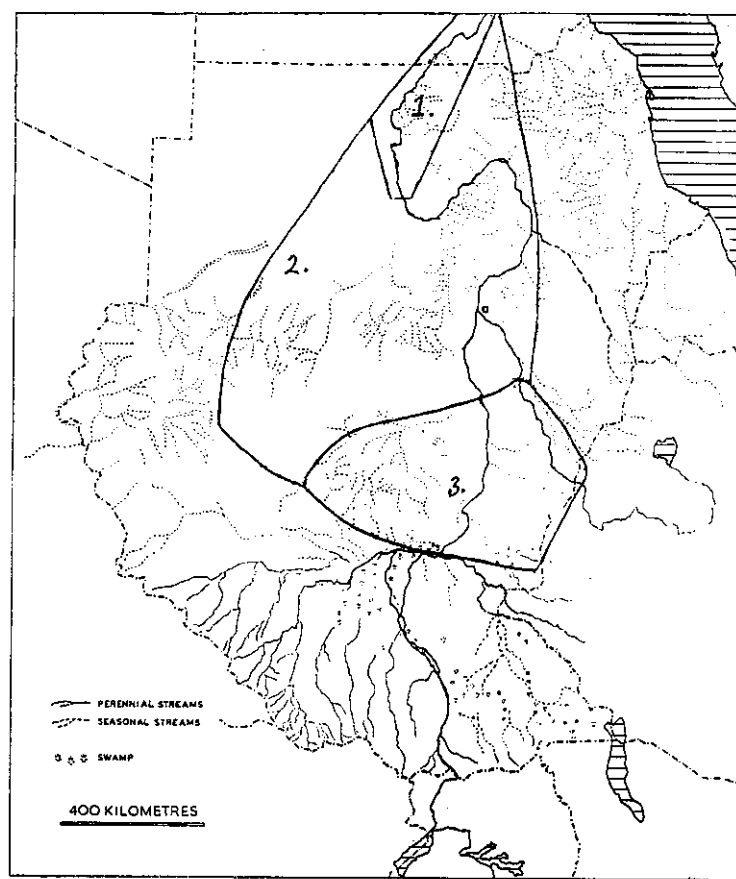 1.
2.
3.
PERENNIAL STREAMS
SEASONAL STREAMS
SWAMP
400 KILOMETRES